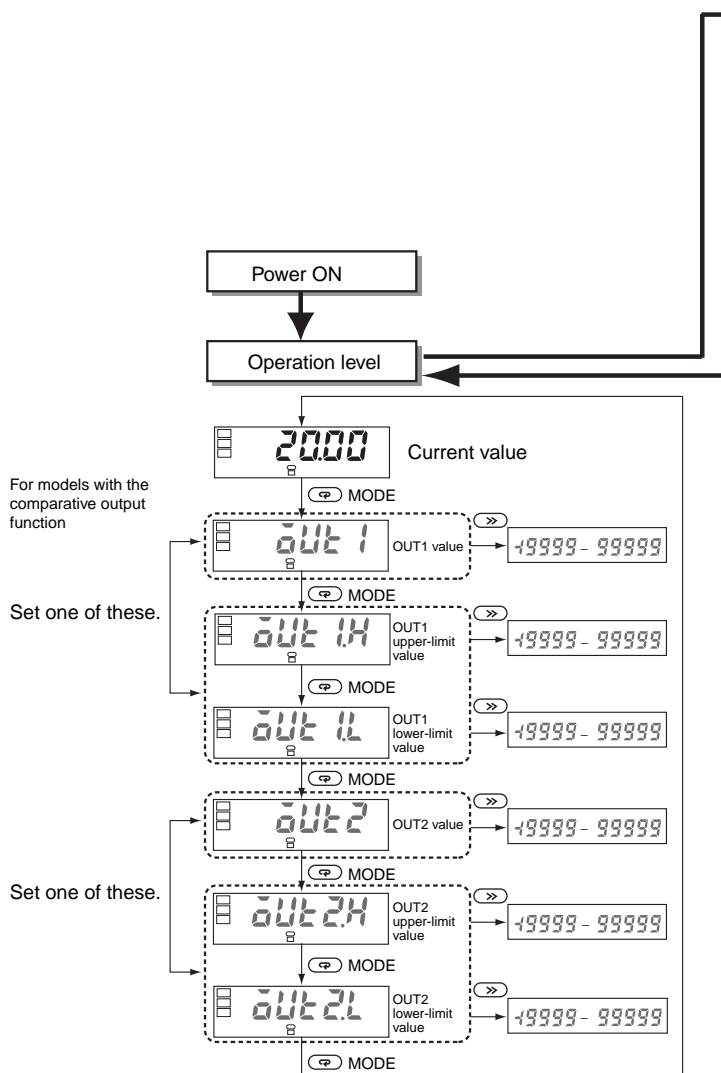 Power ON
Operation level
20.00
Current value
MODE
For models with the
comparative output
function
out 1
OUT1 value
-19999 – 99999
MODE
Set one of these.
out 1.H
OUT1
upper-limit
value
-19999 – 99999
MODE
out 1.L
OUT1
lower-limit
value
-19999 – 99999
MODE
out2
OUT2 value
-19999 – 99999
MODE
Set one of these.
out2.H
OUT2
upper-limit
value
-19999 – 99999
MODE
out2.L
OUT2
lower-limit
value
-19999 – 99999
MODE